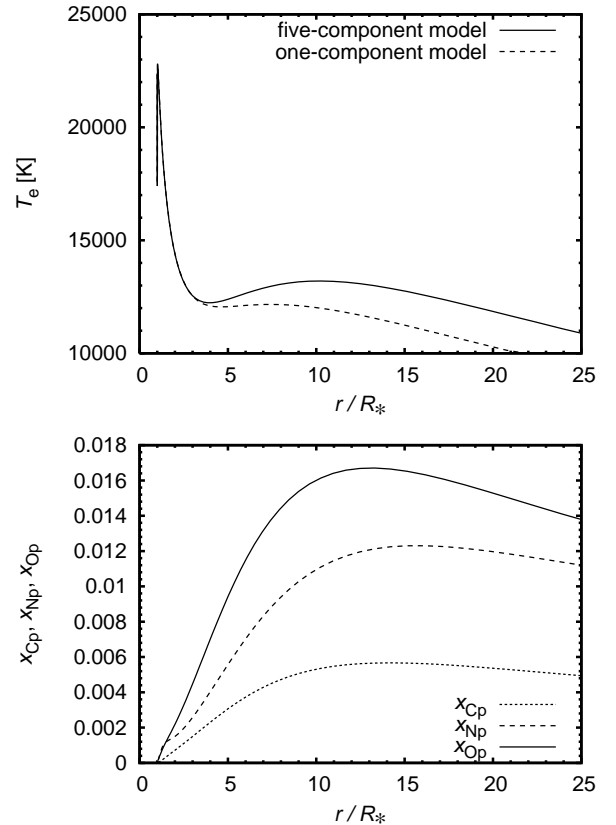 25000
five-component model
one-component model
20000
T_e [K]
15000
10000
0 5 10 15 20 25
r / R_*
0.018
0.016
0.014
0.012
x_Cp, x_Np, x_Op
0.01
0.008
0.006
0.004
x_Cp
0.002
x_Np
x_Op
0
0 5 10 15 20 25
r / R_*